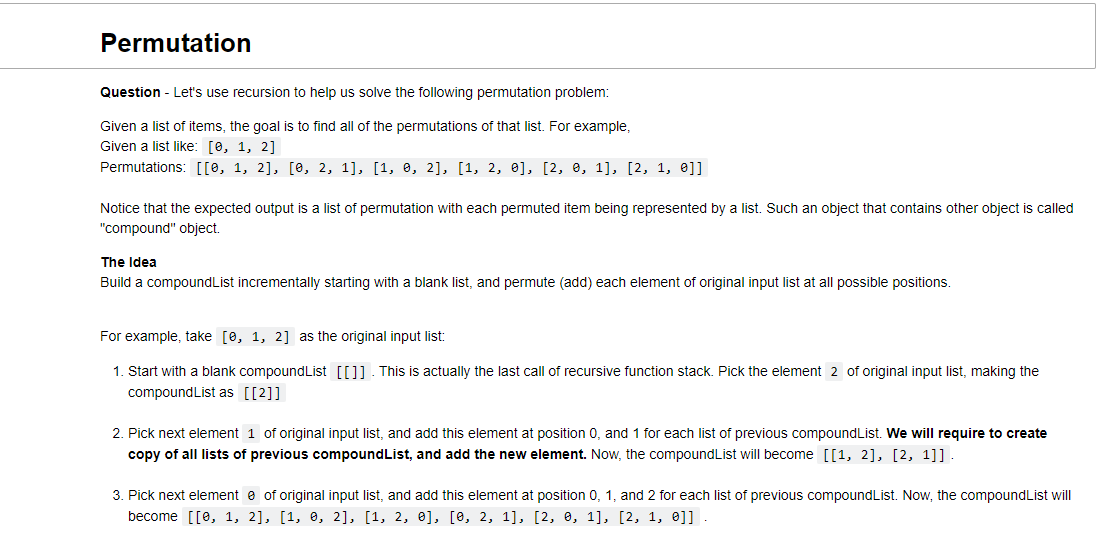 Permutation
Question - Let's use recursion to help us solve the following permutation problem:
Given a list of items, the goal is to find all of the permutations of that list. For example,
Given a list like: [0, 1, 2]
Permutations: [[0, 1, 2], [0, 2, 1], [1, 0, 2], [1, 2, 0], [2, 0, 1], [2, 1, 0]]
Notice that the expected output is a list of permutation with each permuted item being represented by a list. Such an object that contains other object is called
"compound" object.
The Idea
Build a compoundList incrementally starting with a blank list, and permute (add) each element of original input list at all possible positions.
For example, take [0, 1, 2] as the original input list:
1. Start with a blank compoundList [[]] . This is actually the last call of recursive function stack. Pick the element 2 of original input list, making the
compoundList as [[2]]
2. Pick next element 1 of original input list, and add this element at position 0, and 1 for each list of previous compoundList. We will require to create
copy of all lists of previous compoundList, and add the new element. Now, the compoundList will become [[1, 2], [2, 1]] .
3. Pick next element 0 of original input list, and add this element at position 0, 1, and 2 for each list of previous compoundList. Now, the compoundList will
become [[0, 1, 2], [1, 0, 2], [1, 2, 0], [0, 2, 1], [2, 0, 1], [2, 1, 0]] .